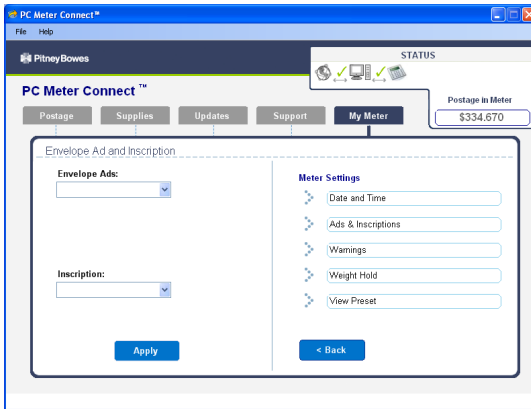 PC Meter Connect™
File Help
Pitney Bowes
STATUS
PC Meter Connect ™
Postage in Meter
$334.670
Postage Supplies Updates Support My Meter
Envelope Ad and Inscription
Envelope Ads:
Meter Settings
Date and Time
Ads & Inscriptions
Warnings
Inscription:
Weight Hold
View Preset
Apply
< Back